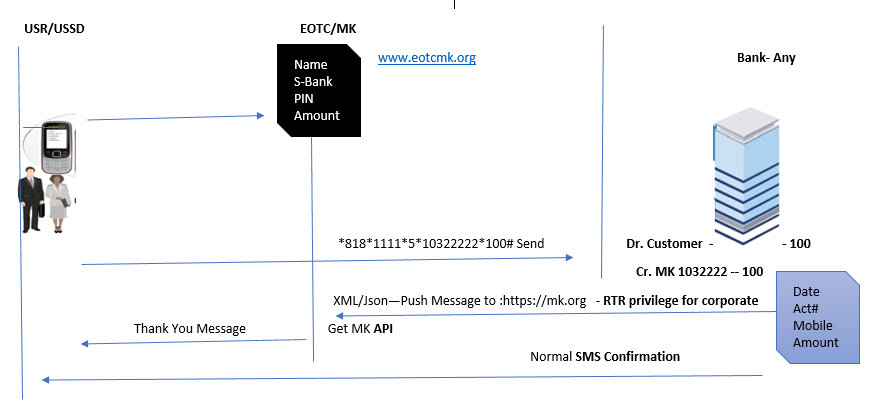 USR/USSD
EOTC/MK
www.eotcmk.org
Bank- Any
Name
S-Bank
PIN
Amount
*818*1111*5*10322222*100# Send
Dr. Customer - - 100
Cr. MK 1032222 -- 100
Date
Act#
Mobile
Amount
XML/Json—Push Message to :https://mk.org - RTR privilege for corporate
Thank You Message
Get MK API
Normal SMS Confirmation